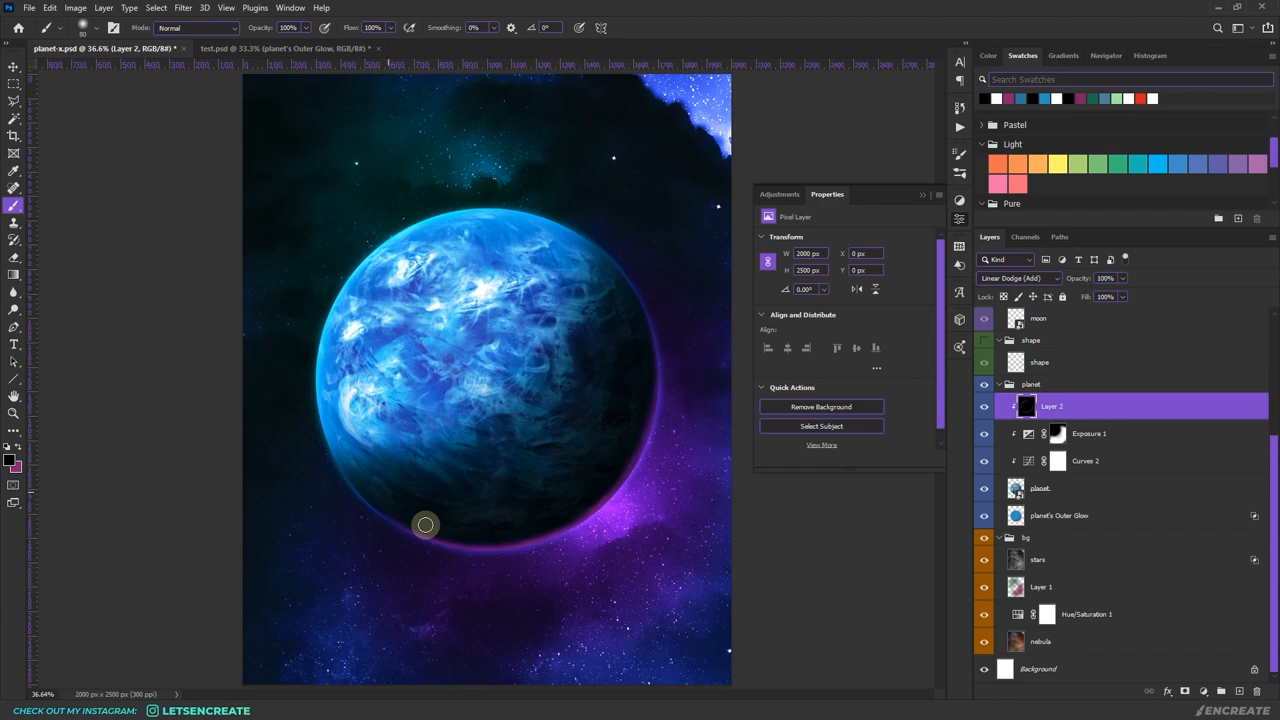 File Edit Image Layer Type Select Filter 3D View Plugins Window Help
80 Mode: Normal Opacity: 100% Flow: 100% Smoothing: 0% 0°
planet-x.psd @ 36.6% (Layer 2, RGB/8#) * × test.psd @ 33.3% (planet's Outer Glow, RGB/8#) * ×
Color Swatches Gradients Navigator Histogram
Search Swatches
Pastel
Light
Pure
Adjustments Properties
Pixel Layer
Transform
W 2000 px X 0 px
H 2500 px Y 0 px
0.00°
Align and Distribute
Align:
Quick Actions
Remove Background
Select Subject
View More
Layers Channels Paths
Kind
Linear Dodge (Add) Opacity: 100%
Lock: Fill: 100%
moon
shape
shape
planet
Layer 2
Exposure 1
Curves 2
planet.
planet's Outer Glow
bg
stars
Layer 1
Hue/Saturation 1
nebula
Background
36.64% 2000 px x 2500 px (300 ppi)
CHECK OUT MY INSTAGRAM: LETSENCREATE
ENCREATE